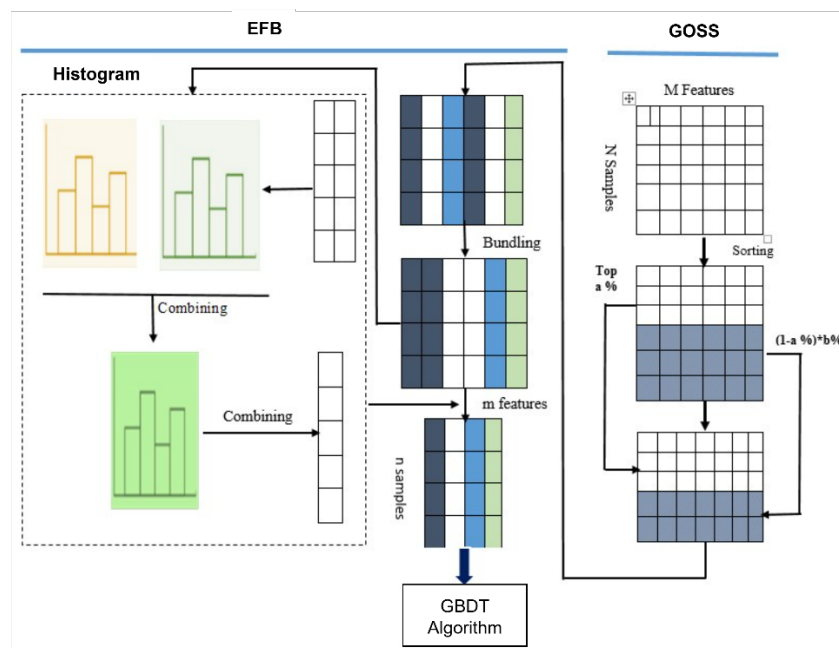 EFB
GOSS
Histogram
M Features
N Samples
Bundling
Sorting
Top
a %
(1-a %)*b%
Combining
Combining
m features
n samples
GBDT
Algorithm